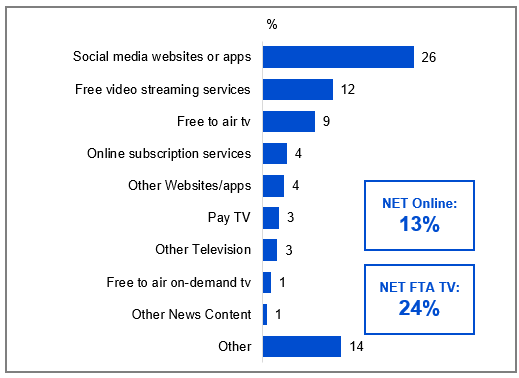 %
Social media websites or apps 26
Free video streaming services 12
Free to air tv 9
Online subscription services 4
Other Websites/apps 4
Pay TV 3
Other Television 3
Free to air on-demand tv 1
Other News Content 1
Other 14
NET Online:
13%
NET FTA TV:
24%